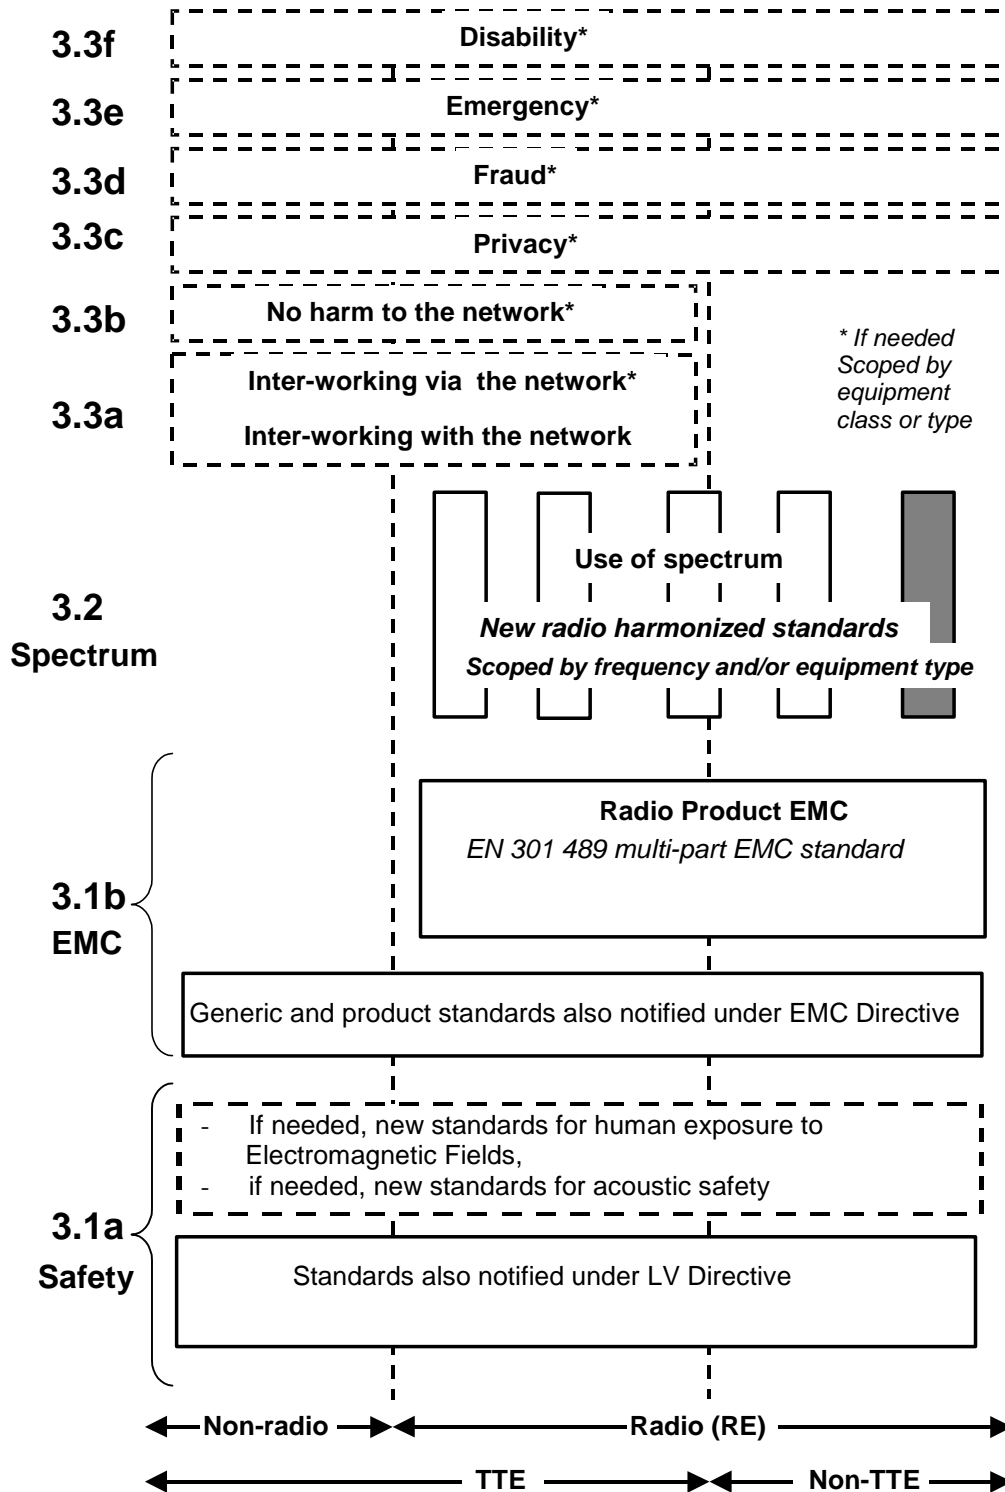 3.3f
Disability*
3.3e
Emergency*
3.3d
Fraud*
3.3c
Privacy*
3.3b
No harm to the network*
* If needed
Scoped by
equipment
class or type
3.3a
Inter-working via the network*
Inter-working with the network
3.2
Spectrum
Use of spectrum
New radio harmonized standards
Scoped by frequency and/or equipment type
3.1b
EMC
Radio Product EMC
EN 301 489 multi-part EMC standard
Generic and product standards also notified under EMC Directive
3.1a
Safety
- If needed, new standards for human exposure to
Electromagnetic Fields,
- if needed, new standards for acoustic safety
Standards also notified under LV Directive
Non-radio
Radio (RE)
TTE
Non-TTE